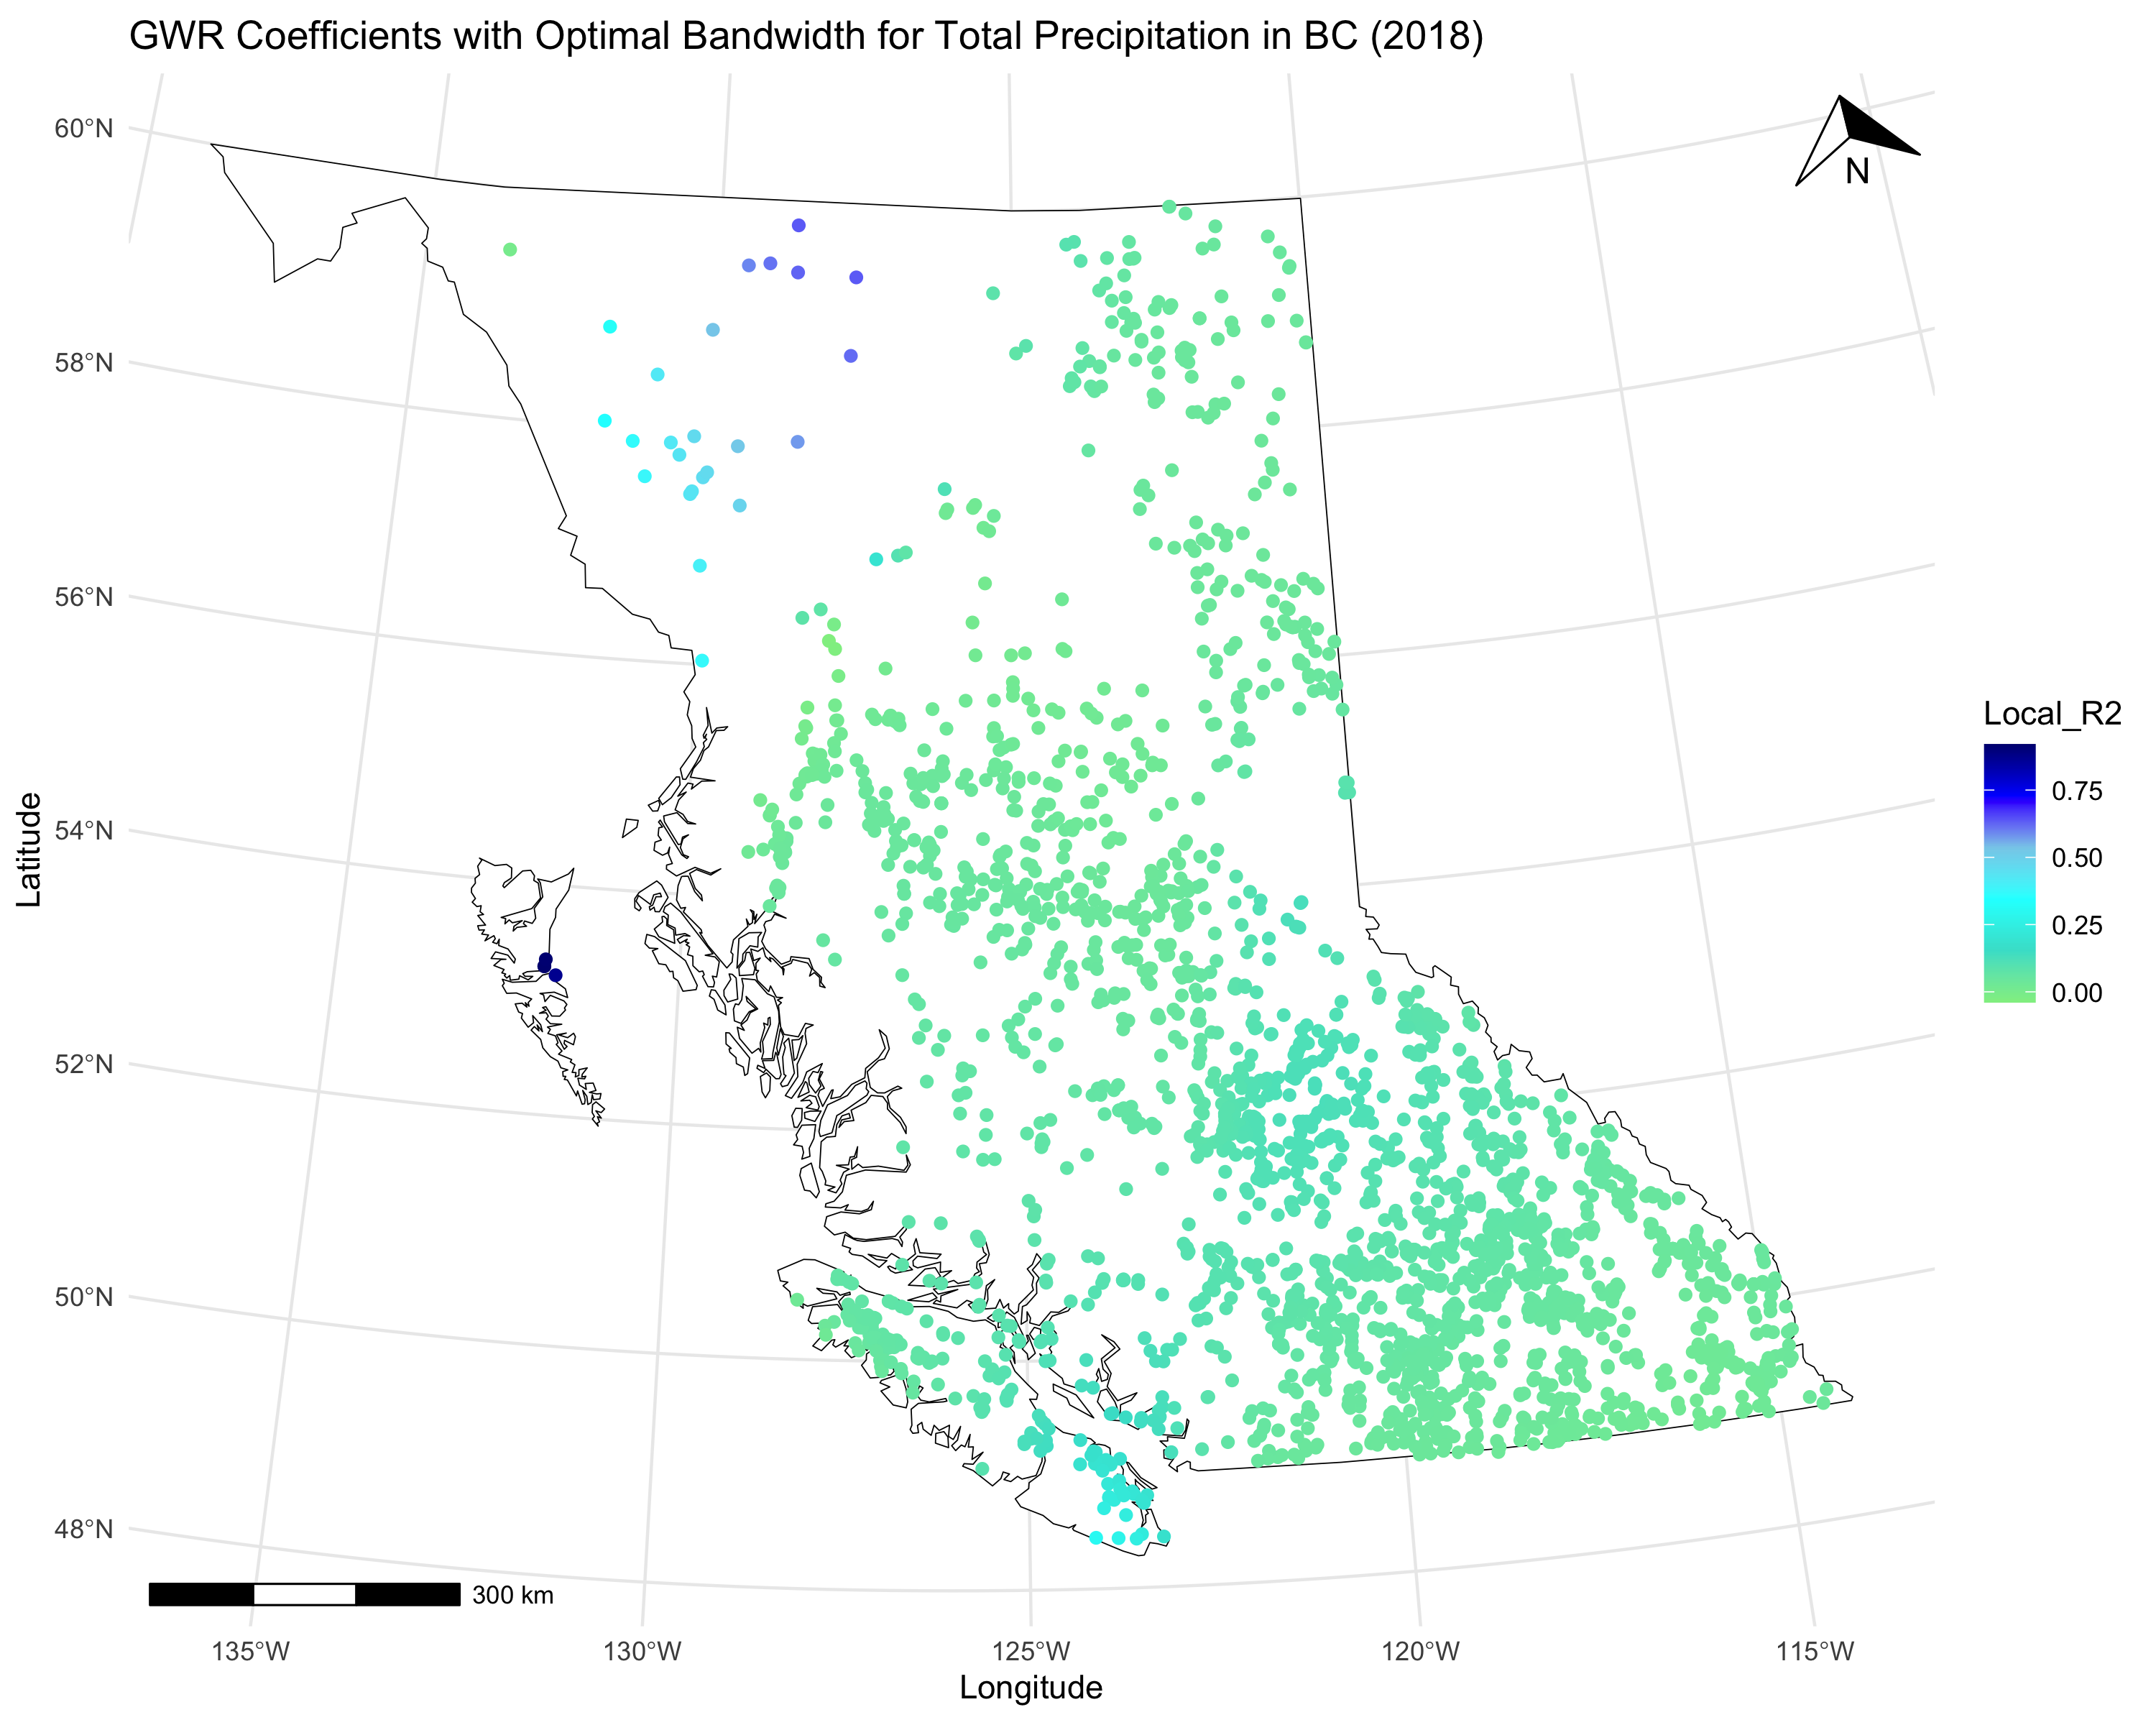 GWR Coefficients with Optimal Bandwidth for Total Precipitation in BC (2018)
N
60°N
58°N
56°N
54°N
52°N
50°N
48°N
Latitude
Local_R2
0.75
0.50
0.25
0.00
300 km
135°W
130°W
125°W
120°W
115°W
Longitude